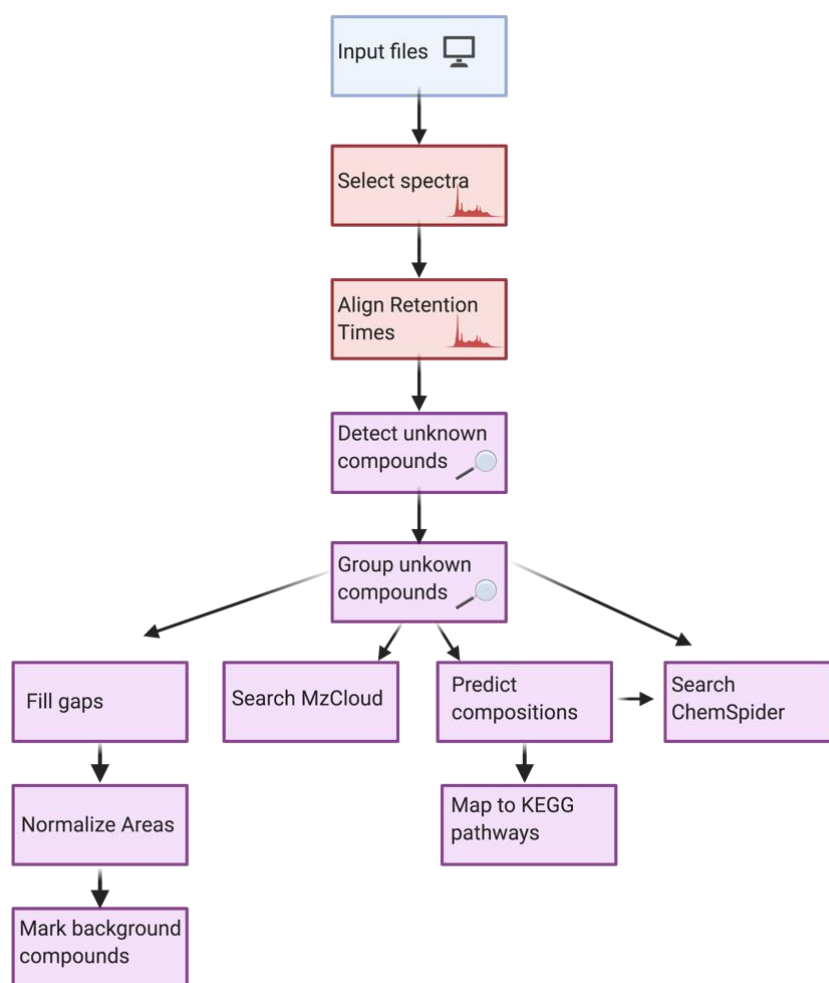 Input files
Select spectra
Align Retention
Times
Detect unknown
compounds
Group unkown
compounds
Fill gaps
Search MzCloud
Predict
compositions
Search
ChemSpider
Normalize Areas
Map to KEGG
pathways
Mark background
compounds